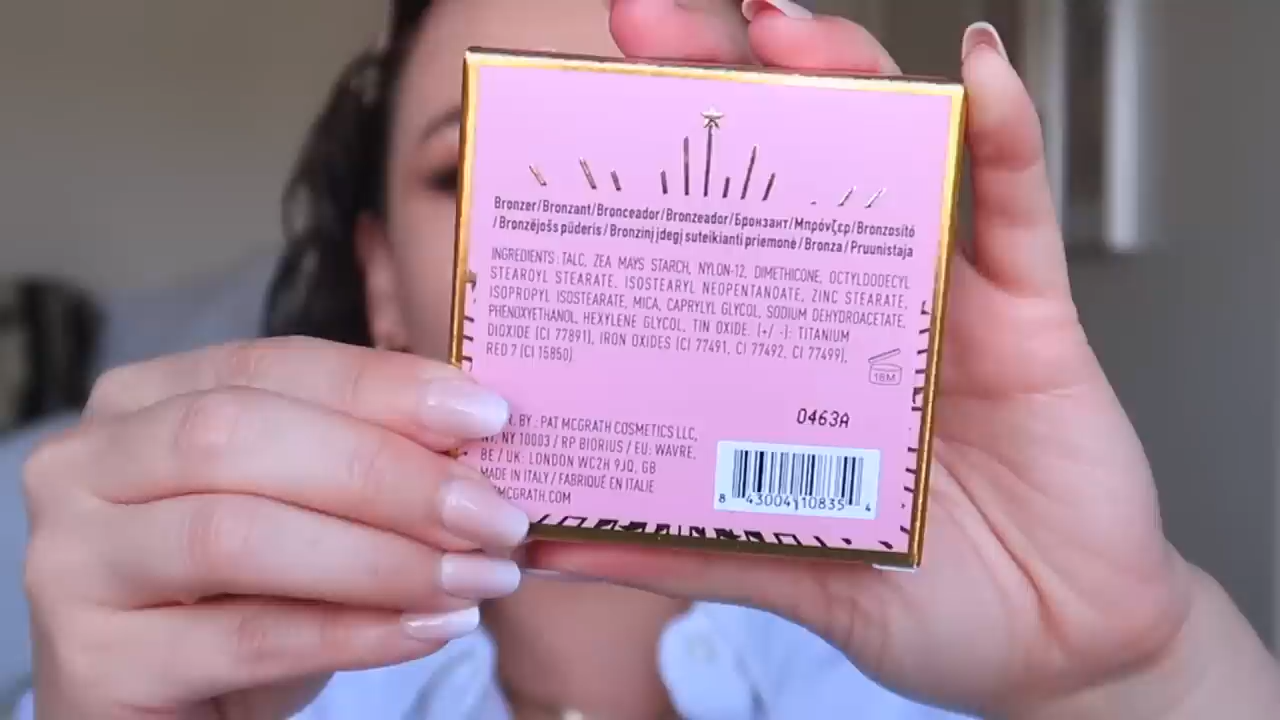 Bronzer/Bronzant/Bronceador/Bronzeador/Бронзант/Μπρόνζερ/Bronzosító
/Bronzējošs pūderis/Bronzinį įdegį suteikianti priemonė/Bronza/Pruunistaja
INGREDIENTS: TALC, ZEA MAYS STARCH, NYLON-12, DIMETHICONE, OCTYLDODECYL
STEAROYL STEARATE, ISOSTEARYL NEOPENTANOATE, ZINC STEARATE,
ISOPROPYL ISOSTEARATE, MICA, CAPRYLYL GLYCOL, SODIUM DEHYDROACETATE,
PHENOXYETHANOL, HEXYLENE GLYCOL, TIN OXIDE. (+/ -): TITANIUM
DIOXIDE (CI 77891), IRON OXIDES (CI 77491, CI 77492, CI 77499),
RED 7 (CI 15850).
18M
0463A
R. BY: PAT MCGRATH COSMETICS LLC,
NY, NY 10003 / RP BIORIUS / EU: WAVRE,
BE / UK: LONDON WC2H 9JQ, GB
MADE IN ITALY / FABRIQUÉ EN ITALIE
MCGRATH.COM
8 43004 10835 4